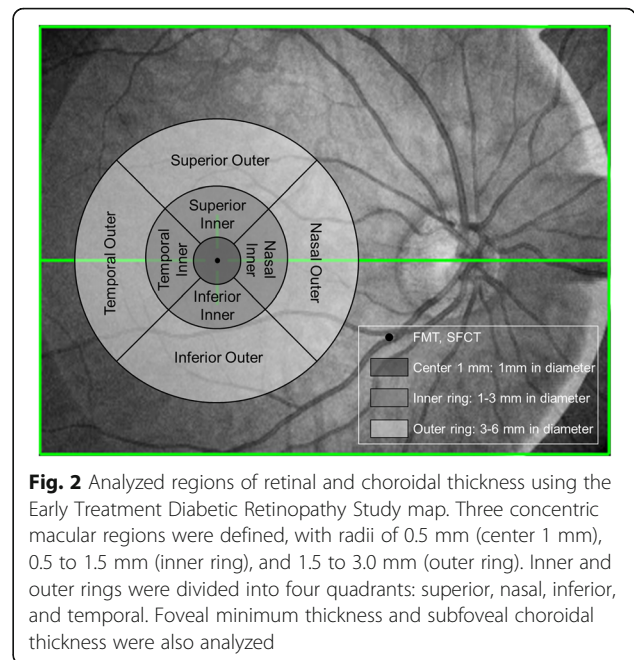 Superior Outer
Superior
Inner
Temporal Outer
Temporal
Inner
Nasal
Inner
Nasal Outer
Inferior
Inner
Inferior Outer
FMT, SFCT
Center 1 mm: 1mm in diameter
Inner ring: 1-3 mm in diameter
Outer ring: 3-6 mm in diameter
Fig. 2 Analyzed regions of retinal and choroidal thickness using the
Early Treatment Diabetic Retinopathy Study map. Three concentric
macular regions were defined, with radii of 0.5 mm (center 1 mm),
0.5 to 1.5 mm (inner ring), and 1.5 to 3.0 mm (outer ring). Inner and
outer rings were divided into four quadrants: superior, nasal, inferior,
and temporal. Foveal minimum thickness and subfoveal choroidal
thickness were also analyzed